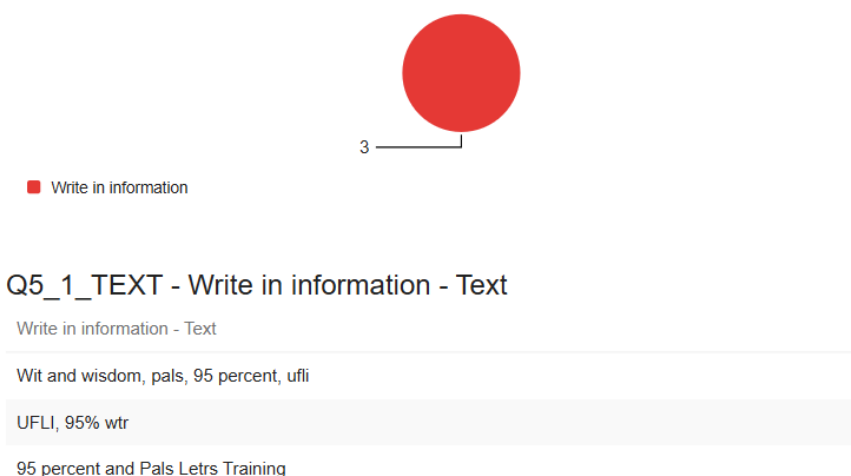 3
Write in information
Q5_1_TEXT - Write in information - Text
Write in information - Text
Wit and wisdom, pals, 95 percent, ufli
UFLI, 95% wtr
95 percent and Pals Letrs Training